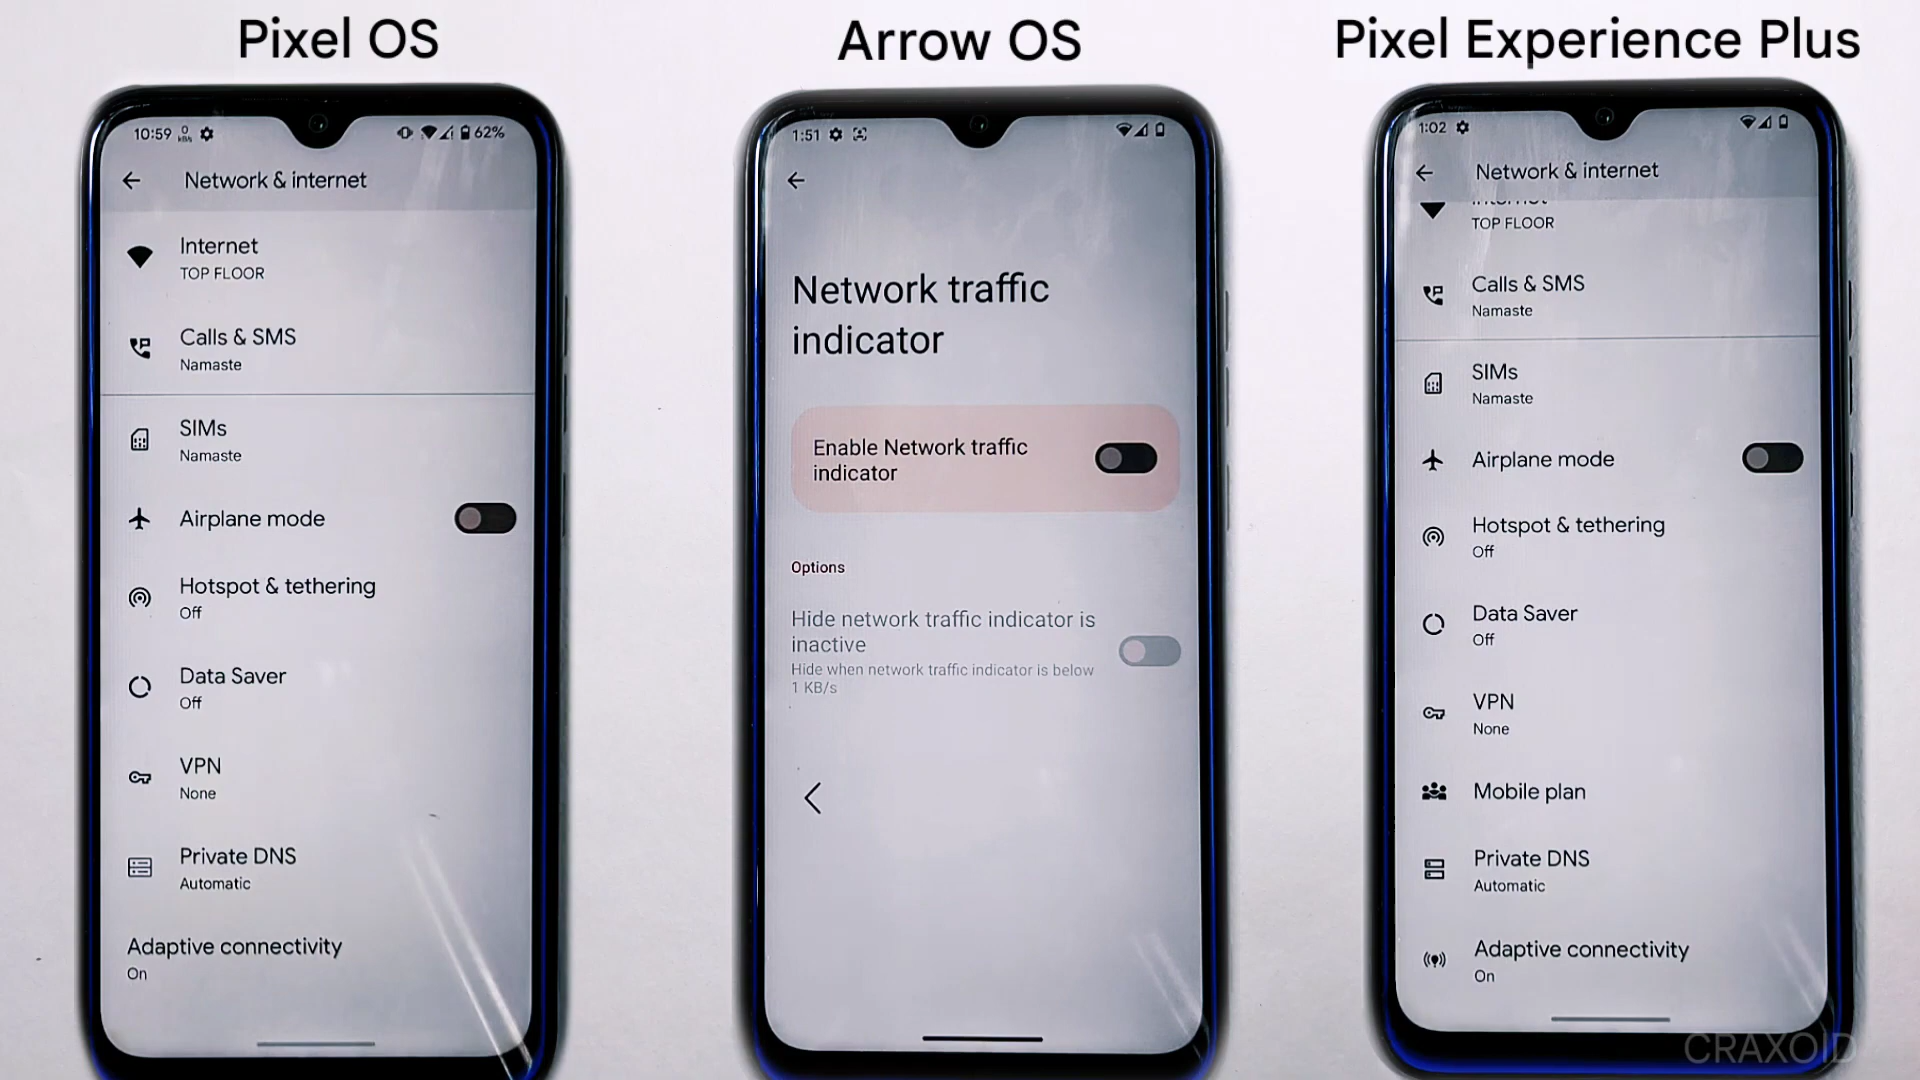 Pixel OS
10:59 0 kB/s 62%
Network & internet
Internet
TOP FLOOR
Calls & SMS
Namaste
SIMs
Namaste
Airplane mode
Hotspot & tethering
Off
Data Saver
Off
VPN
None
Private DNS
Automatic
Adaptive connectivity
On
Arrow OS
1:51
Network traffic
indicator
Enable Network traffic
indicator
Options
Hide network traffic indicator is
inactive
Hide when network traffic indicator is below
1 KB/s
Pixel Experience Plus
1:02
Network & internet
Internet
TOP FLOOR
Calls & SMS
Namaste
SIMs
Namaste
Airplane mode
Hotspot & tethering
Off
Data Saver
Off
VPN
None
Mobile plan
Private DNS
Automatic
Adaptive connectivity
On
CRAXOID